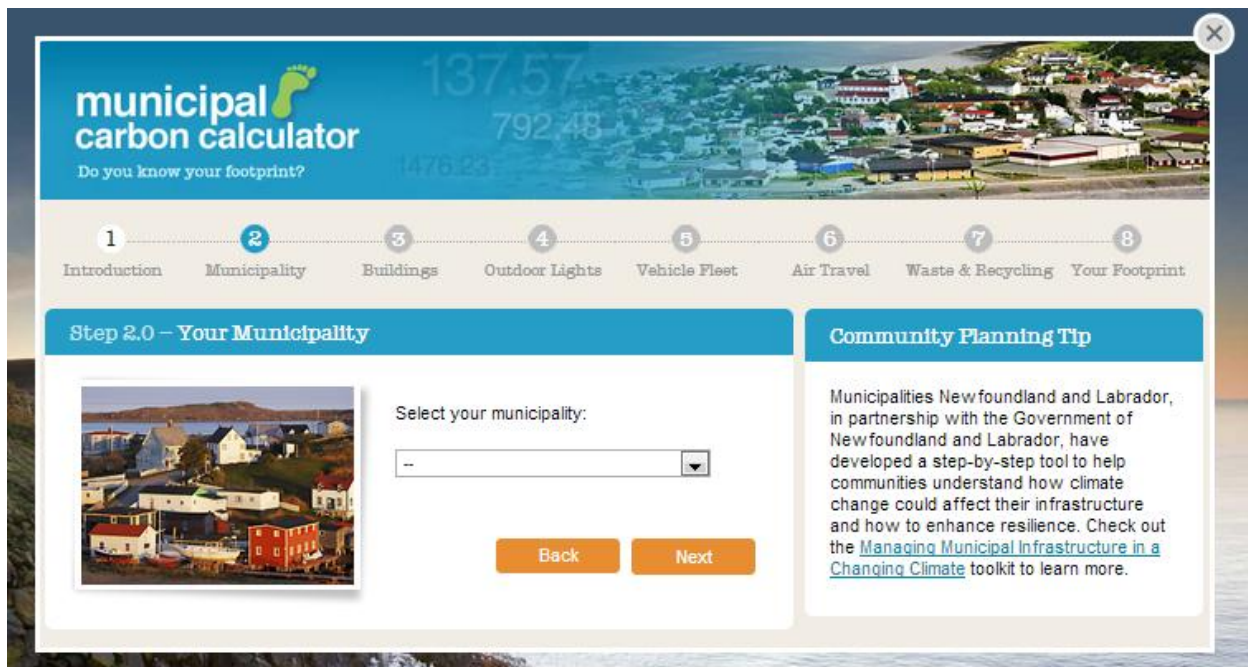 137.57
792.48
1476.23
municipal
carbon calculator
Do you know your footprint?
1
2
3
4
5
6
7
8
Introduction
Municipality
Buildings
Outdoor Lights
Vehicle Fleet
Air Travel
Waste & Recycling
Your Footprint
Step 2.0 – Your Municipality
Select your municipality:
--
Back
Next
Community Planning Tip
Municipalities Newfoundland and Labrador,
in partnership with the Government of
Newfoundland and Labrador, have
developed a step-by-step tool to help
communities understand how climate
change could affect their infrastructure
and how to enhance resilience. Check out
the Managing Municipal Infrastructure in a
Changing Climate toolkit to learn more.